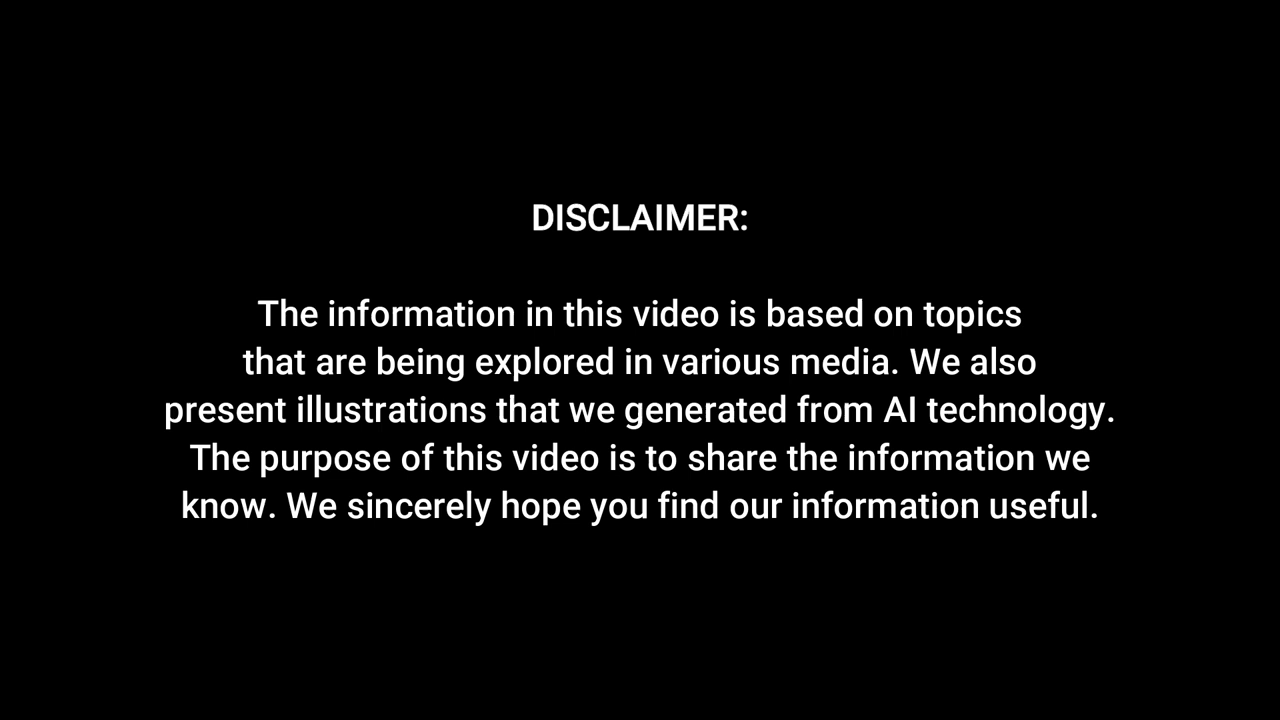 DISCLAIMER:
The information in this video is based on topics
that are being explored in various media. We also
present illustrations that we generated from AI technology.
The purpose of this video is to share the information we
know. We sincerely hope you find our information useful.